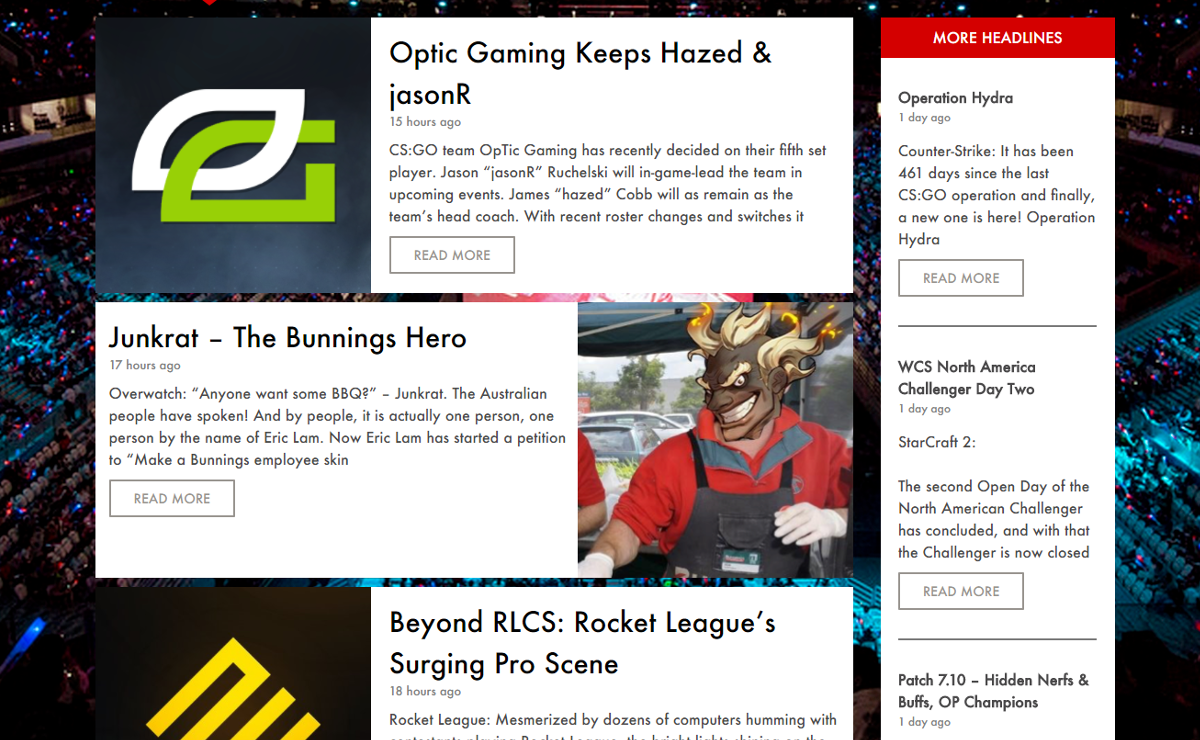 Optic Gaming Keeps Hazed &
jasonR
15 hours ago
CS:GO team OpTic Gaming has recently decided on their fifth set
player. Jason “jasonR” Ruchelski will in-game-lead the team in
upcoming events. James “hazed” Cobb will as remain as the
team’s head coach. With recent roster changes and switches it
READ MORE
Junkrat – The Bunnings Hero
17 hours ago
Overwatch: “Anyone want some BBQ?” – Junkrat. The Australian
people have spoken! And by people, it is actually one person, one
person by the name of Eric Lam. Now Eric Lam has started a petition
to “Make a Bunnings employee skin
READ MORE
Beyond RLCS: Rocket League’s
Surging Pro Scene
18 hours ago
Rocket League: Mesmerized by dozens of computers humming with
MORE HEADLINES
Operation Hydra
1 day ago
Counter-Strike: It has been
461 days since the last
CS:GO operation and finally,
a new one is here! Operation
Hydra
READ MORE
WCS North America
Challenger Day Two
1 day ago
StarCraft 2:
The second Open Day of the
North American Challenger
has concluded, and with that
the Challenger is now closed
READ MORE
Patch 7.10 – Hidden Nerfs &
Buffs, OP Champions
1 day ago